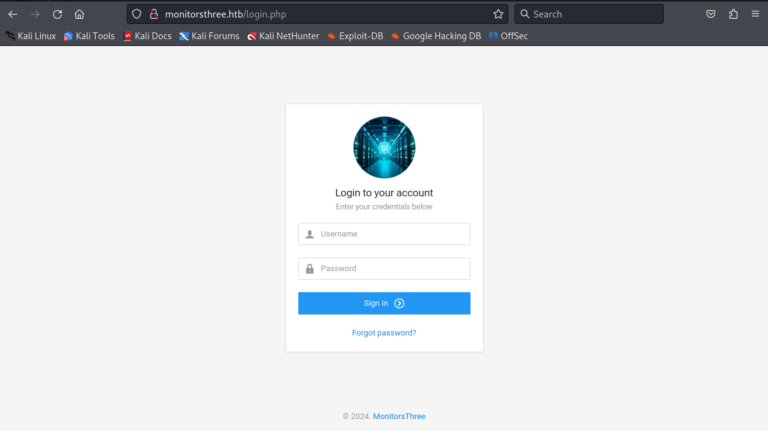 monitorsthree.htb/login.php
Search
Kali Linux Kali Tools Kali Docs Kali Forums Kali NetHunter Exploit-DB Google Hacking DB OffSec
Login to your account
Enter your credentials below
Username
Password
Sign in
Forgot password?
© 2024. MonitorsThree